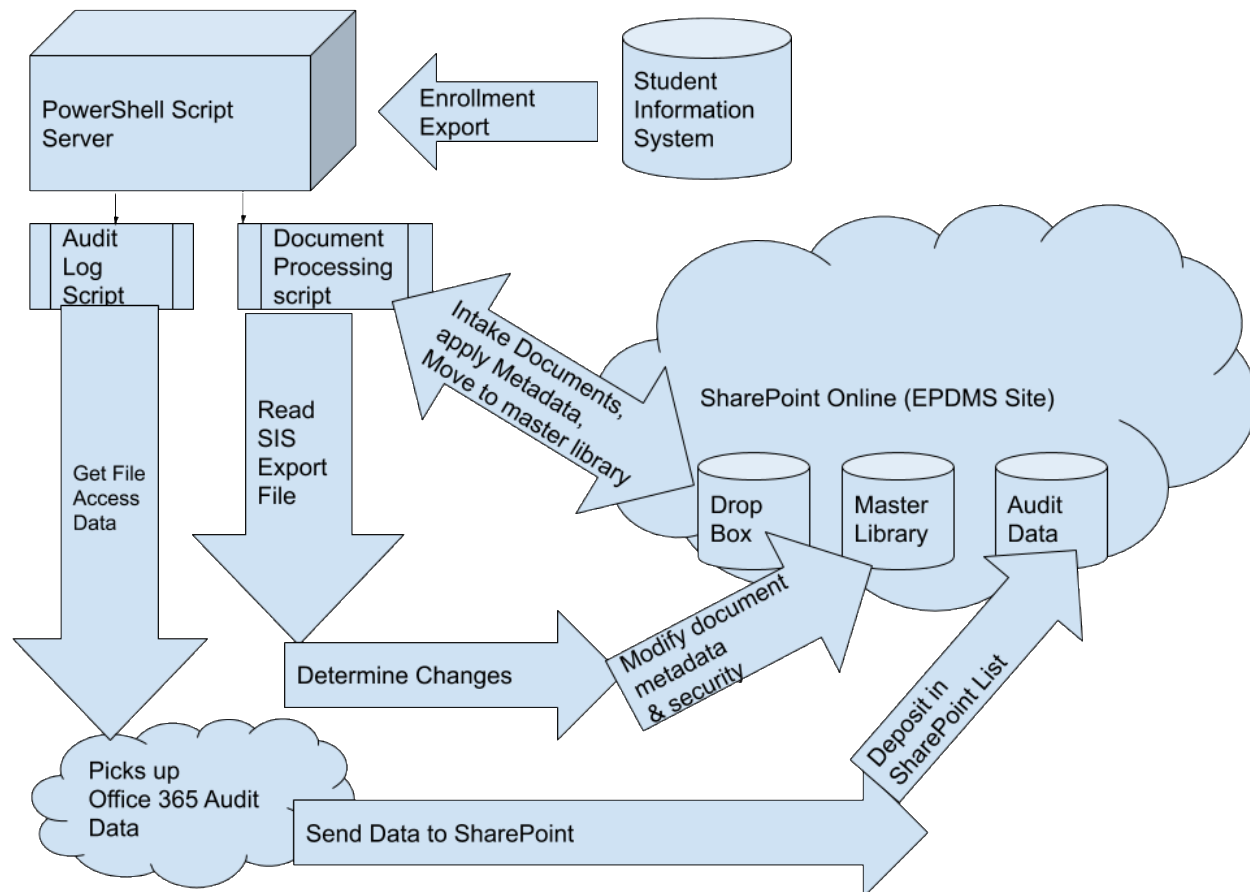 PowerShell Script
Server
Enrollment
Export
Student
Information
System
Audit
Log
Script
Document
Processing
script
Intake Documents,
apply Metadata,
Move to master library
SharePoint Online (EPDMS Site)
Get File
Access
Data
Read
SIS
Export
File
Drop
Box
Master
Library
Audit
Data
Determine Changes
Modify document
metadata
& security
Deposit in
SharePoint List
Picks up
Office 365 Audit
Data
Send Data to SharePoint